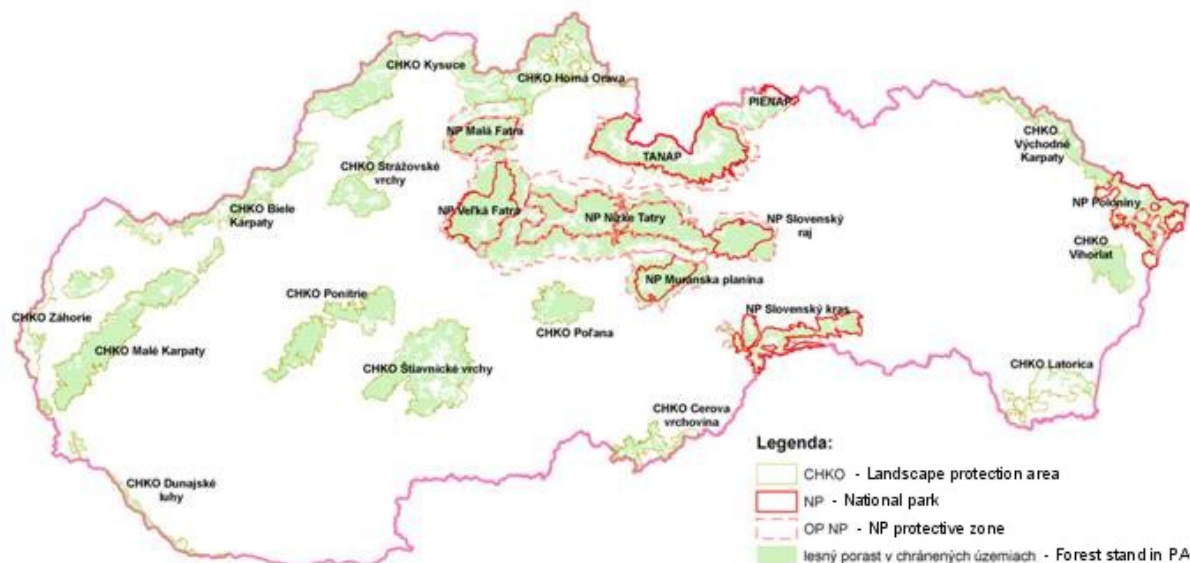 CHKO Kysuce
CHKO Horná Orava
PIENAP
NP Malá Fatra
TANAP
CHKO
Východné
Karpaty
CHKO Strážovské
vrchy
NP Poloniny
CHKO Biele
Karpaty
NP Veľká Fatra
NP Nízke Tatry
NP Slovenský
raj
CHKO
Vihorlat
NP Muranska planina
CHKO Ponitrie
CHKO Záhorie
CHKO Poľana
NP Slovenský kras
CHKO Malé Karpaty
CHKO Štiavnické vrchy
CHKO Latorica
CHKO Cerova
vrchovina
CHKO Dunajské
luhy
Legenda:
CHKO - Landscape protection area
NP - National park
OP NP - NP protective zone
lesný porast v chránených územiach - Forest stand in PA